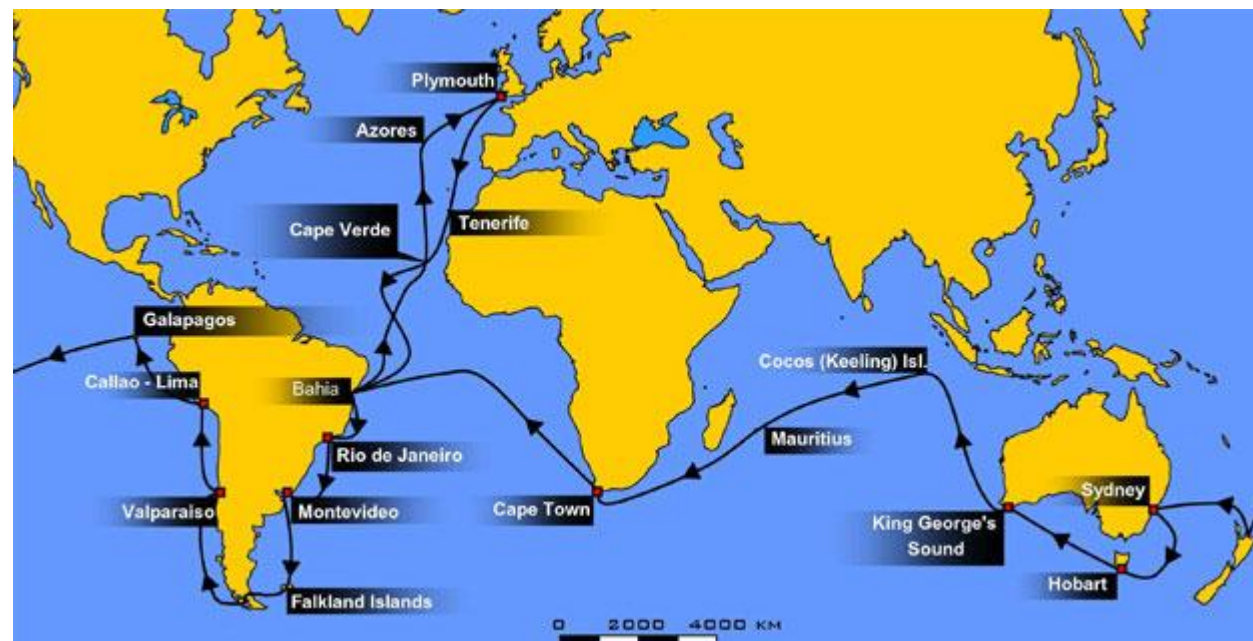 Plymouth
Azores
Cape Verde
Tenerife
Galapagos
Callao - Lima
Bahia
Cocos (Keeling) Isl.
Rio de Janeiro
Mauritius
Valparaiso
Montevideo
Cape Town
Sydney
King George's
Sound
Hobart
Falkland Islands
0 2000 4000 KM